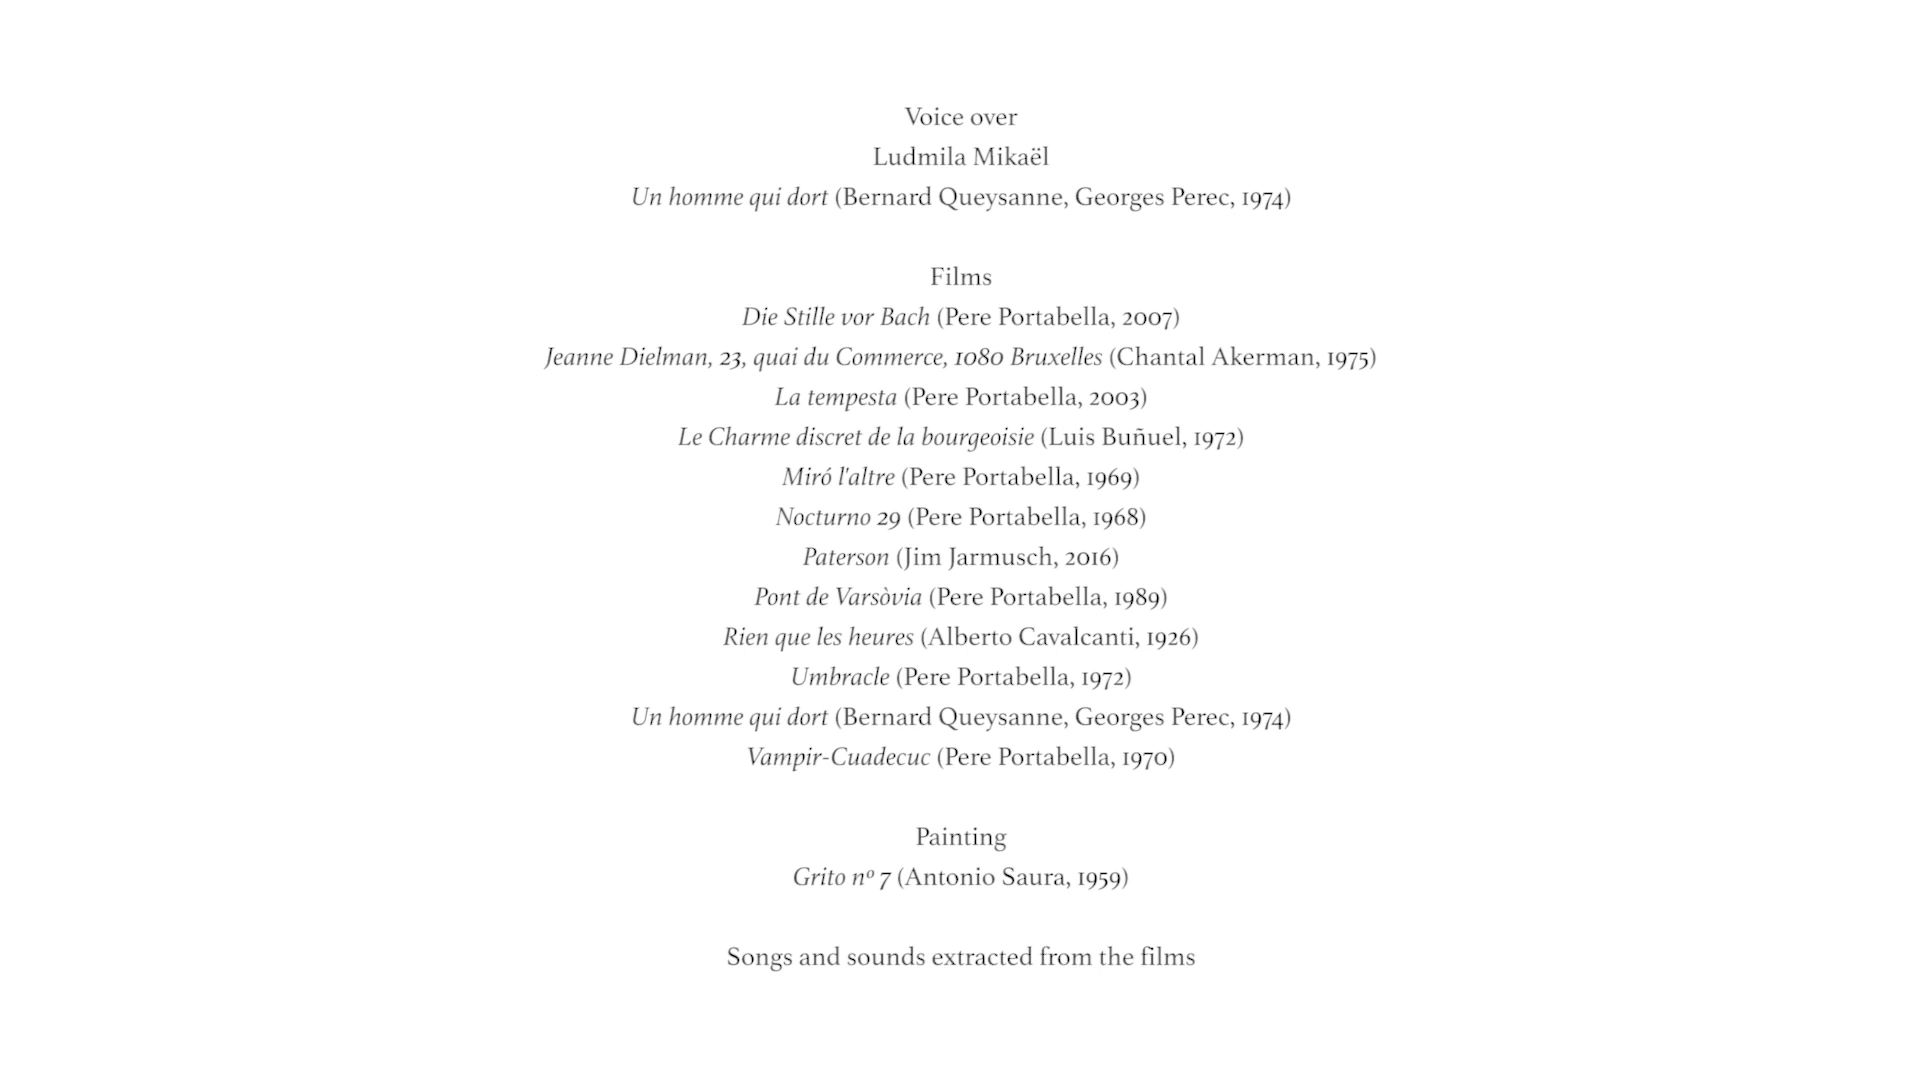 Voice over
Ludmila Mikaël
Un homme qui dort (Bernard Queysanne, Georges Perec, 1974)
Films
Die Stille vor Bach (Pere Portabella, 2007)
Jeanne Dielman, 23, quai du Commerce, 1080 Bruxelles (Chantal Akerman, 1975)
La tempesta (Pere Portabella, 2003)
Le Charme discret de la bourgeoisie (Luis Buñuel, 1972)
Miró l'altre (Pere Portabella, 1969)
Nocturno 29 (Pere Portabella, 1968)
Paterson (Jim Jarmusch, 2016)
Pont de Varsòvia (Pere Portabella, 1989)
Rien que les heures (Alberto Cavalcanti, 1926)
Umbracle (Pere Portabella, 1972)
Un homme qui dort (Bernard Queysanne, Georges Perec, 1974)
Vampir-Cuadecuc (Pere Portabella, 1970)
Painting
Grito nº 7 (Antonio Saura, 1959)
Songs and sounds extracted from the films